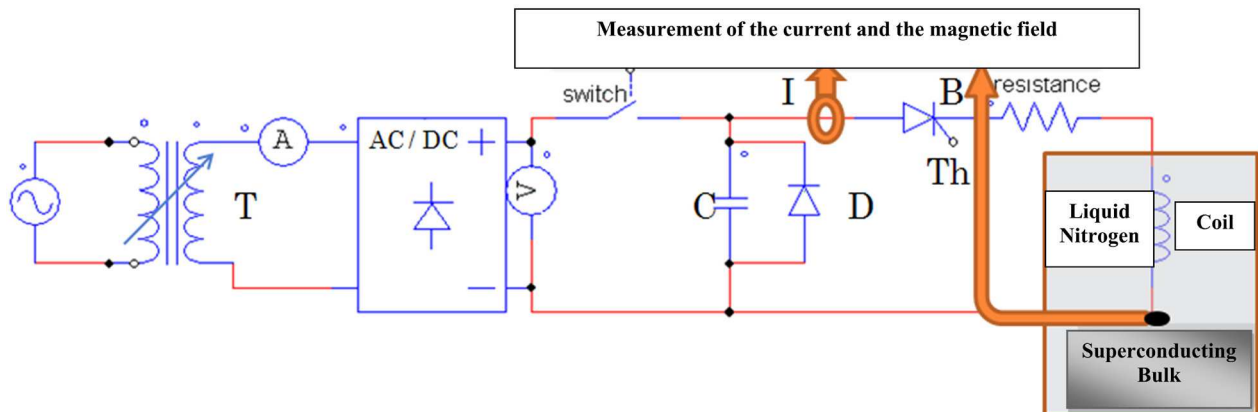 Measurement of the current and the magnetic field
switch
I
B
resistance
A
AC / DC
+
V
T
C
D
Th
Liquid
Nitrogen
Coil
−
Superconducting
Bulk